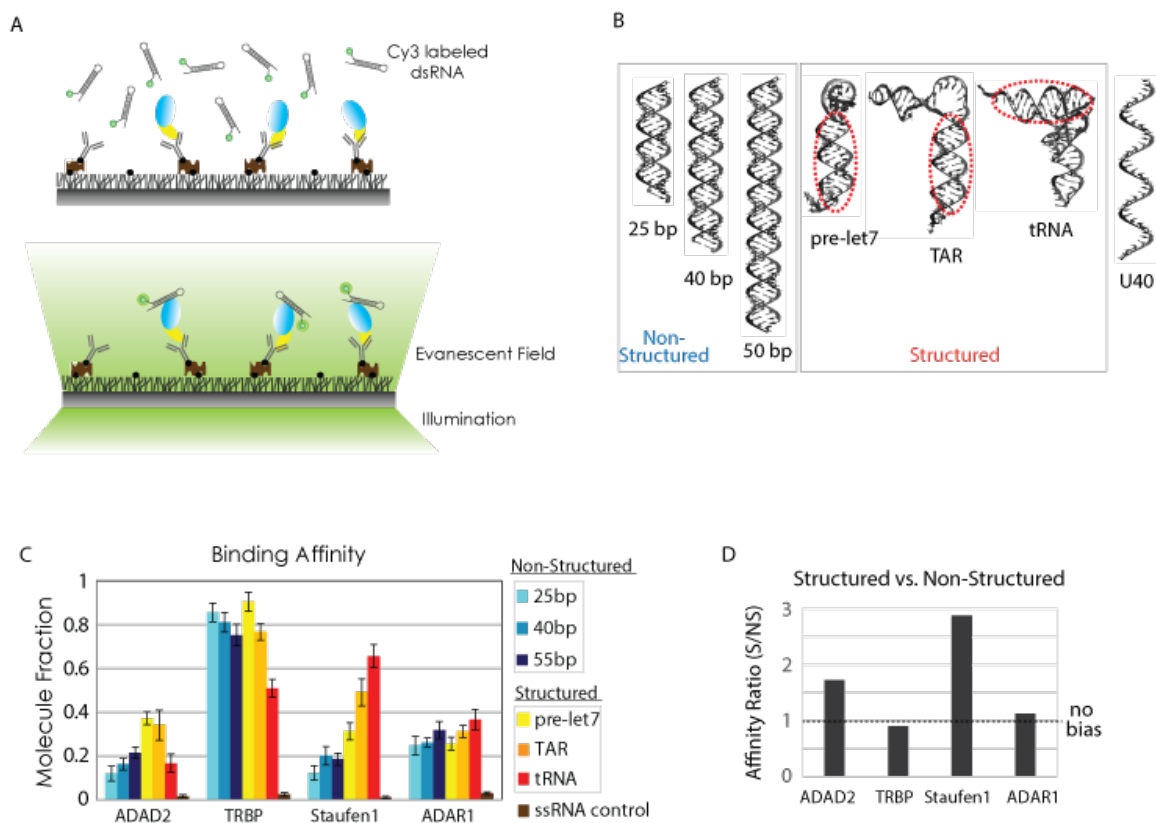 A
Cy3 labeled
dsRNA
Evanescent Field
Illumination
B
25 bp
40 bp
50 bp
Non-
Structured
pre-let7
TAR
tRNA
Structured
U40
C
Binding Affinity
Molecule Fraction
1
0.8
0.6
0.4
0.2
0
ADAD2
TRBP
Staufen1
ADAR1
Non-Structured
25bp
40bp
55bp
Structured
pre-let7
TAR
tRNA
ssRNA control
D
Structured vs. Non-Structured
Affinity Ratio (S/NS)
3
2
1
0
no
bias
ADAD2
TRBP
Staufen1
ADAR1